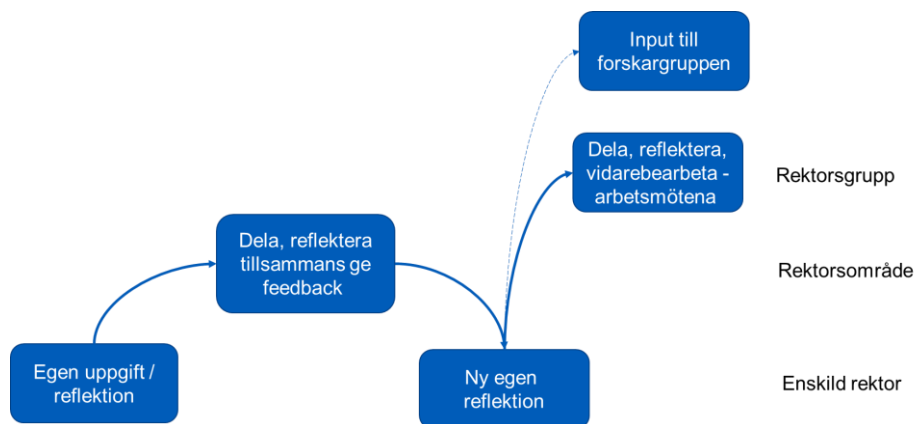 Input till
forskargruppen
Dela, reflektera,
vidarebearbeta -
arbetsmötena
Rektorsgrupp
Dela, reflektera
tillsammans ge
feedback
Rektorsområde
Egen uppgift /
reflektion
Ny egen
reflektion
Enskild rektor